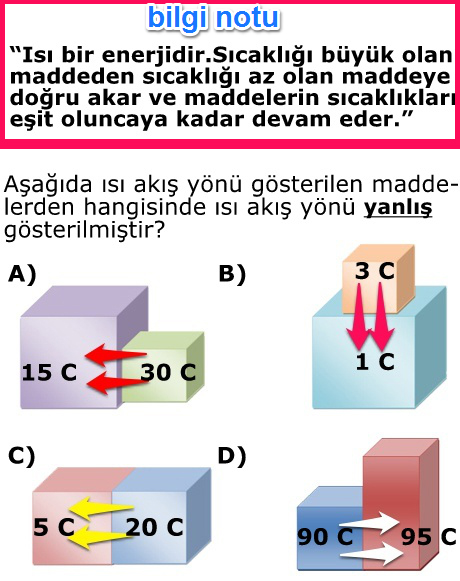 bilgi notu
“Isı bir enerjidir.Sıcaklığı büyük olan
maddeden sıcaklığı az olan maddeye
doğru akar ve maddelerin sıcaklıkları
eşit oluncaya kadar devam eder.”
Aşağıda ısı akış yönü gösterilen madde-
lerden hangisinde ısı akış yönü yanlış
gösterilmiştir?
A)
15 C 30 C
B)
3 C
1 C
C)
5 C 20 C
D)
90 C 95 C